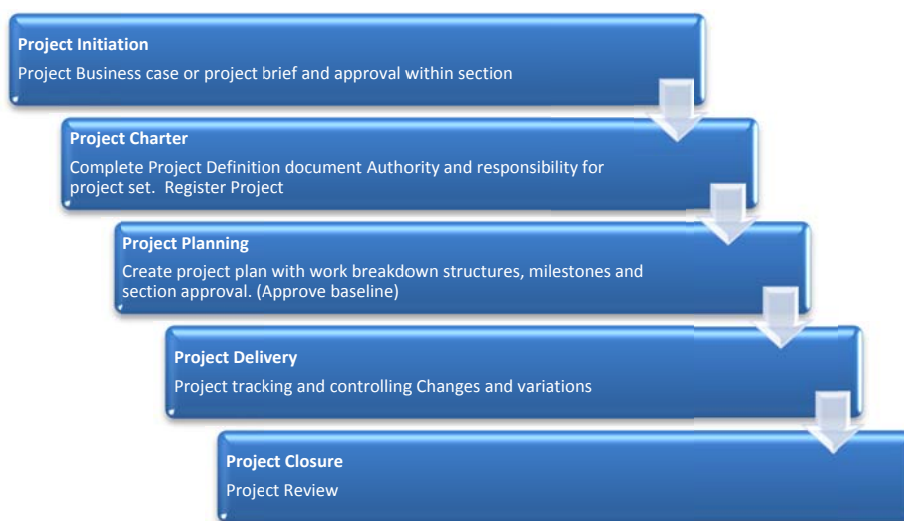 Project Initiation
Project Business case or project brief and approval within section
Project Charter
Complete Project Definition document Authority and responsibility for
project set.  Register Project
Project Planning
Create project plan with work breakdown structures, milestones and
section approval. (Approve baseline)
Project Delivery
Project tracking and controlling Changes and variations
Project Closure
Project Review